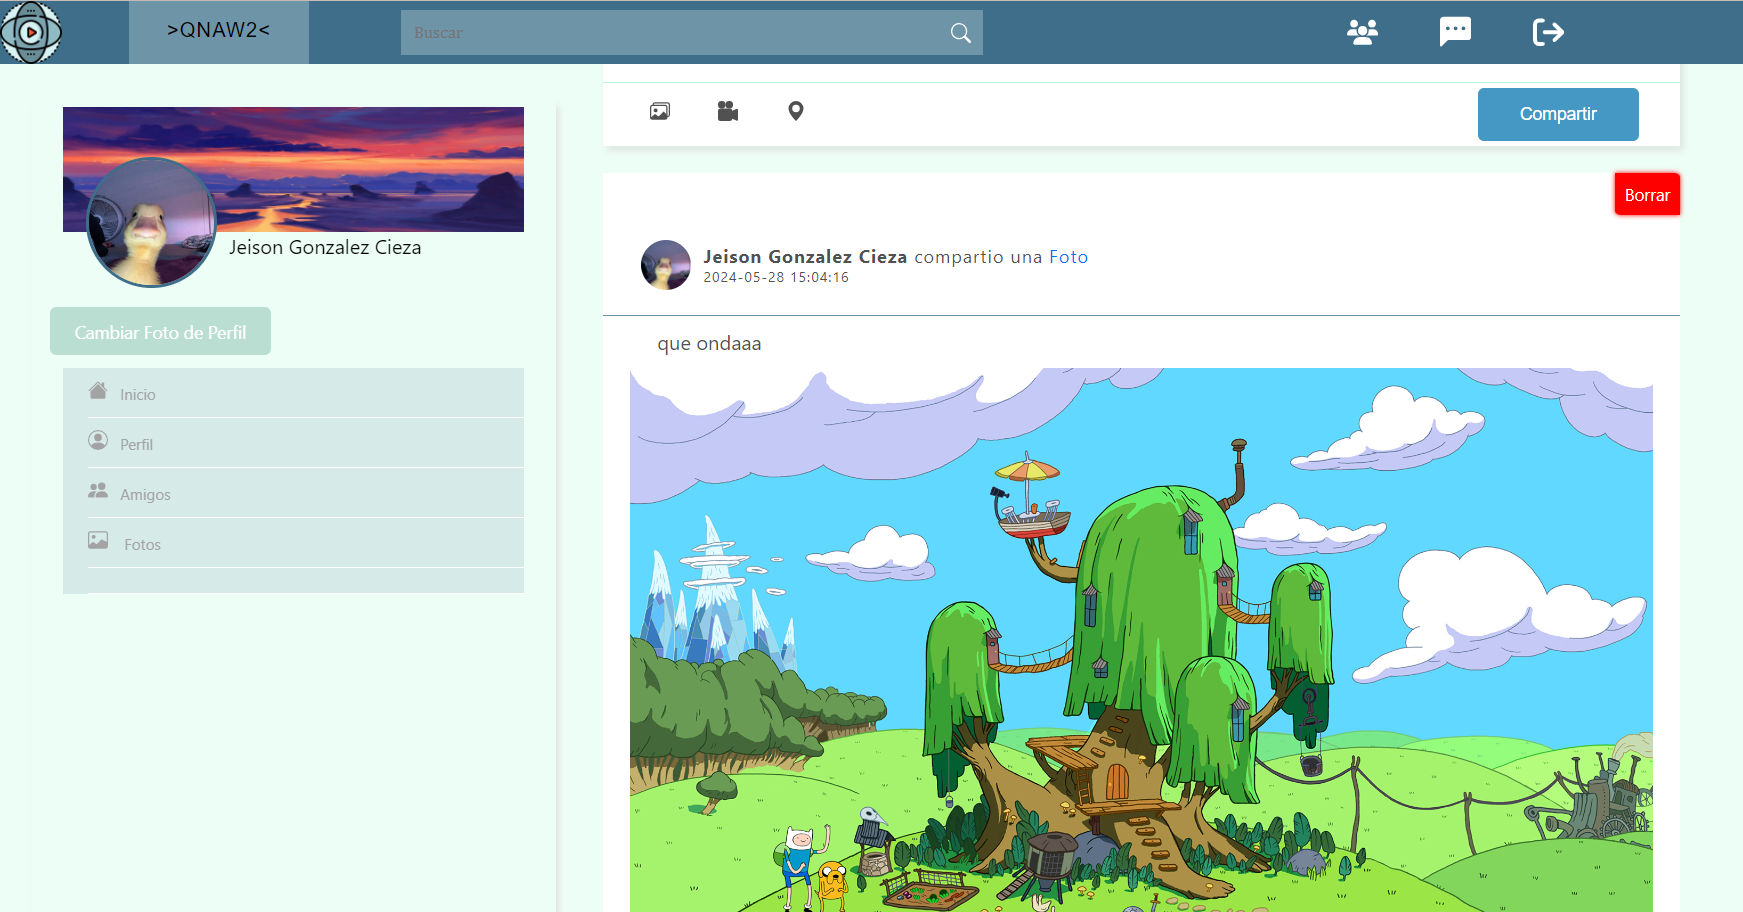 >QNAW2<
Buscar
Compartir
Borrar
Jeison Gonzalez Cieza
Cambiar Foto de Perfil
Inicio
Perfil
Amigos
Fotos
Jeison Gonzalez Cieza compartio una Foto
2024-05-28 15:04:16
que ondaaa